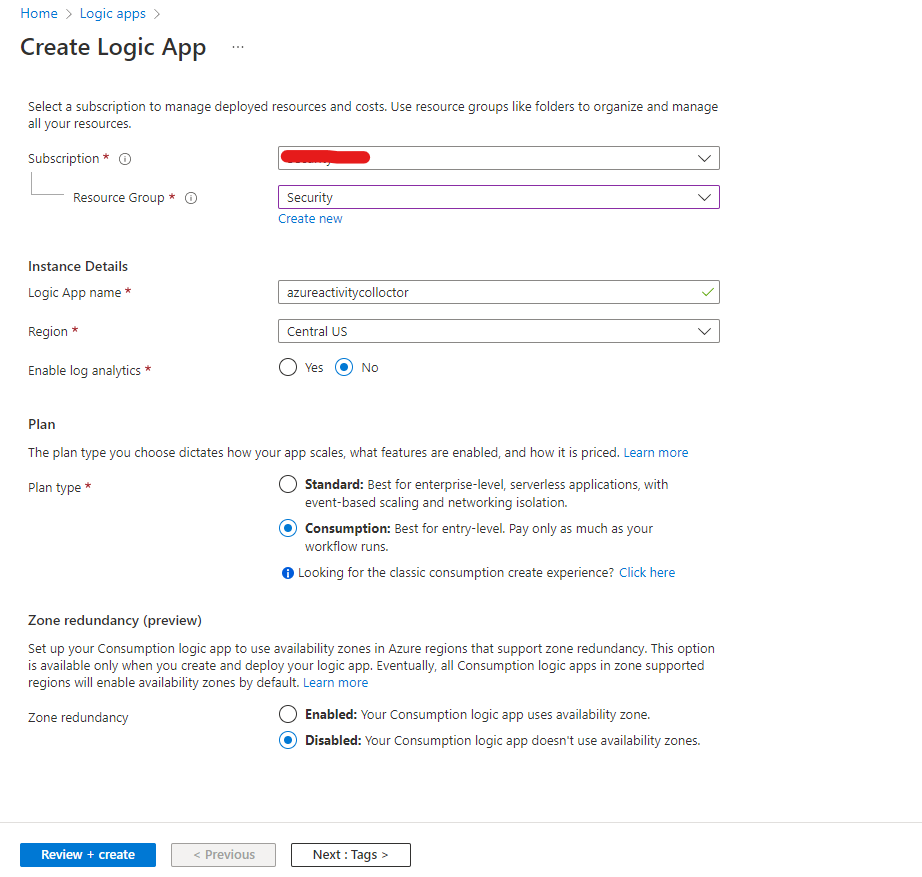 Home > Logic apps >
Create Logic App ...
Select a subscription to manage deployed resources and costs. Use resource groups like folders to organize and manage
all your resources.
Subscription *
Resource Group *
Security
Create new
Instance Details
Logic App name *
azureactivitycolloctor
Region *
Central US
Enable log analytics *
Yes
No
Plan
The plan type you choose dictates how your app scales, what features are enabled, and how it is priced. Learn more
Plan type *
Standard: Best for enterprise-level, serverless applications, with
event-based scaling and networking isolation.
Consumption: Best for entry-level. Pay only as much as your
workflow runs.
Looking for the classic consumption create experience? Click here
Zone redundancy (preview)
Set up your Consumption logic app to use availability zones in Azure regions that support zone redundancy. This option
is available only when you create and deploy your logic app. Eventually, all Consumption logic apps in zone supported
regions will enable availability zones by default. Learn more
Zone redundancy
Enabled: Your Consumption logic app uses availability zone.
Disabled: Your Consumption logic app doesn't use availability zones.
Review + create
< Previous
Next : Tags >